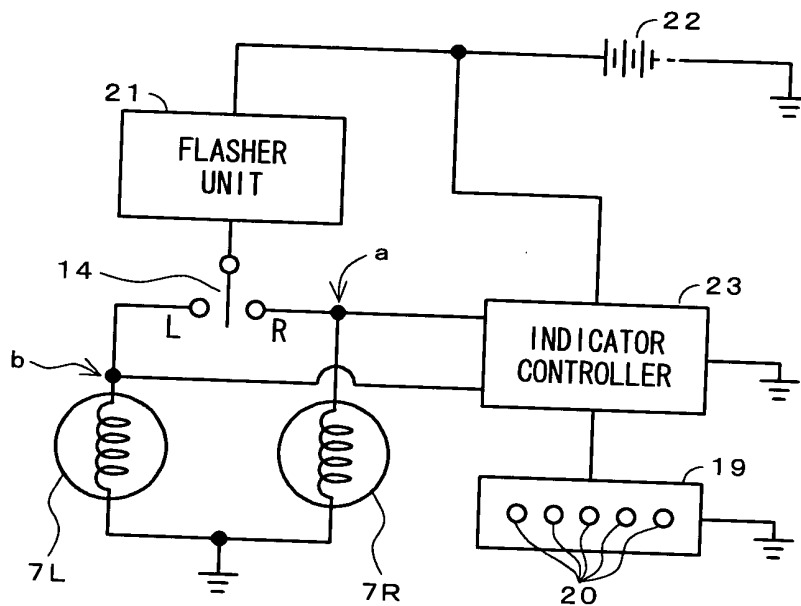 22
21
FLASHER
UNIT
14
a
23
L
R
INDICATOR
CONTROLLER
b
19
7L
7R
20